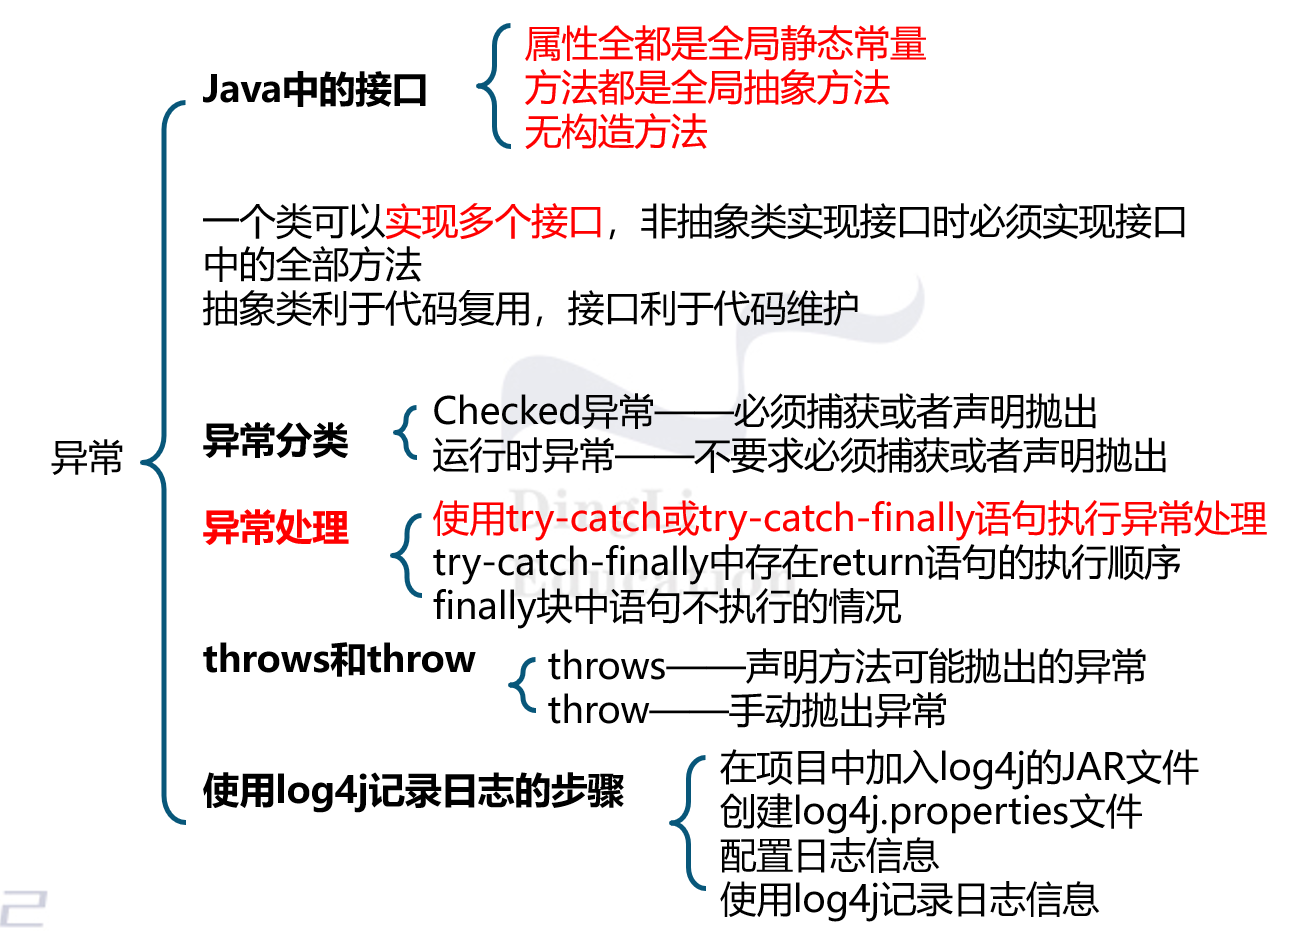 Java中的接口
属性全都是全局静态常量
方法都是全局抽象方法
无构造方法
一个类可以实现多个接口，非抽象类实现接口时必须实现接口
中的全部方法
抽象类利于代码复用，接口利于代码维护
异常
异常分类
Checked异常——必须捕获或者声明抛出
运行时异常——不要求必须捕获或者声明抛出
异常处理
使用try-catch或try-catch-finally语句执行异常处理
try-catch-finally中存在return语句的执行顺序
finally块中语句不执行的情况
throws和throw
throws——声明方法可能抛出的异常
throw——手动抛出异常
使用log4j记录日志的步骤
在项目中加入log4j的JAR文件
创建log4j.properties文件
配置日志信息
使用log4j记录日志信息
DingLi
Education
2